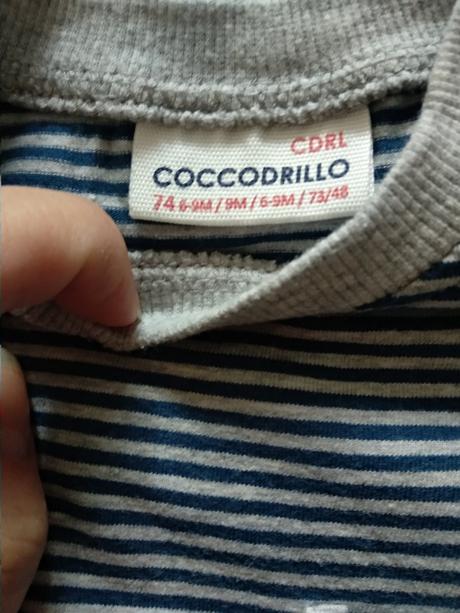 CDRL
COCCODRILLO
74 6-9M / 9M / 6-9M / 73/48